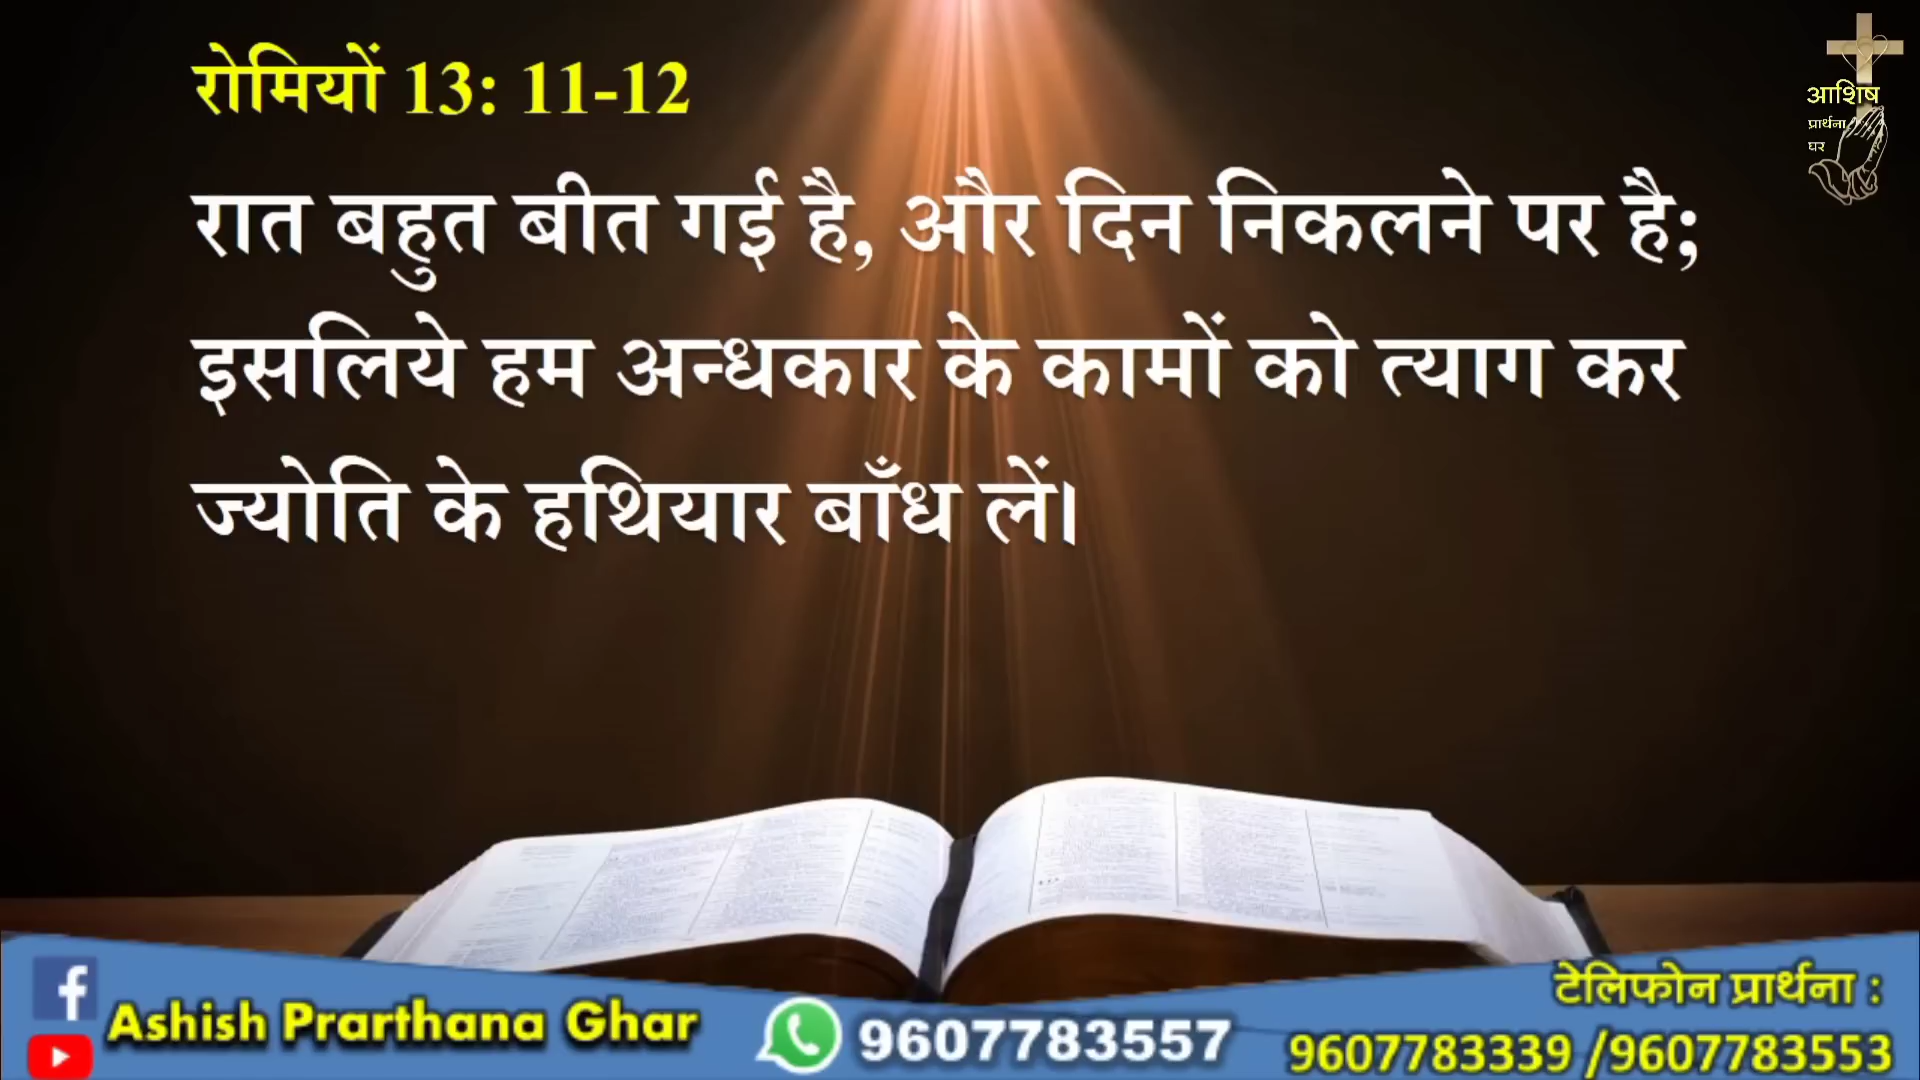 रोमियों 13: 11-12
आशिष
प्रार्थना
घर
रात बहुत बीत गई है, और दिन निकलने पर है;
इसलिये हम अन्धकार के कामों को त्याग कर
ज्योति के हथियार बाँध लें।
Ashish Prarthana Ghar
9607783557
टेलिफोन प्रार्थना :
9607783339 /9607783553